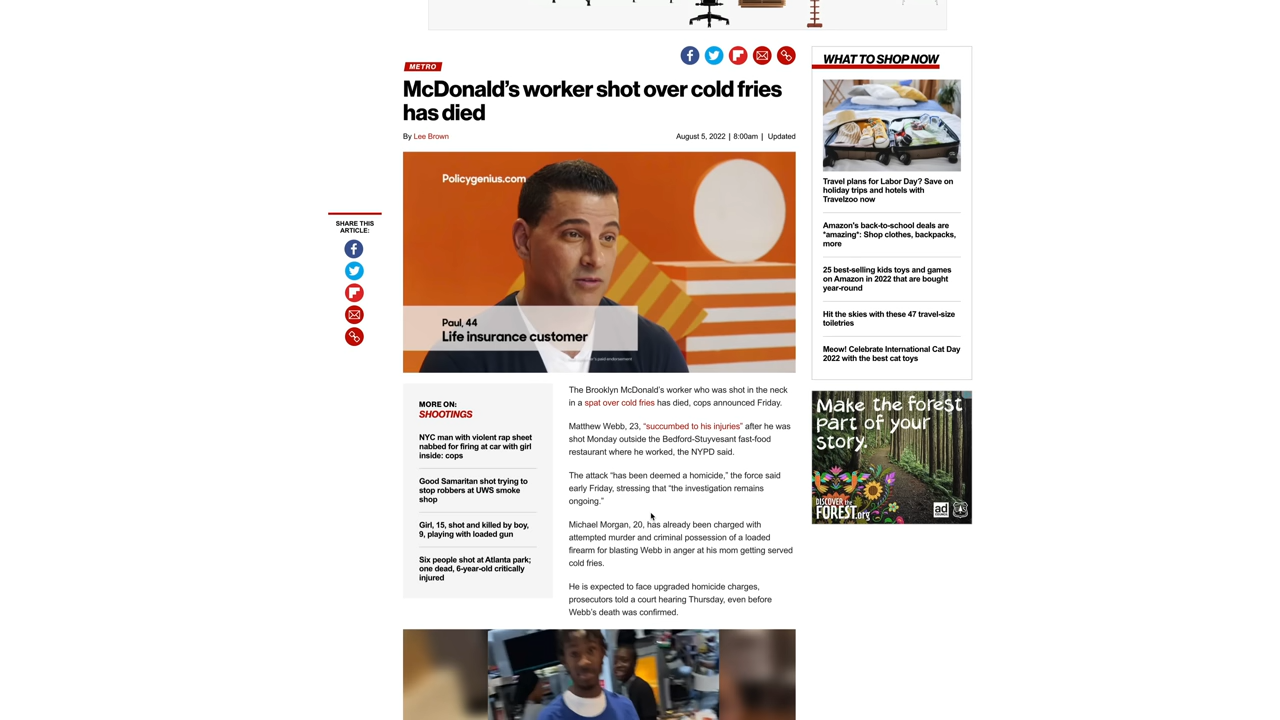 METRO
McDonald’s worker shot over cold fries
has died
By Lee Brown
August 5, 2022 | 8:00am | Updated
SHARE THIS
ARTICLE:
Policygenius.com
Paul, 44
Life insurance customer
MORE ON:
SHOOTINGS
NYC man with violent rap sheet
nabbed for firing at car with girl
inside: cops
Good Samaritan shot trying to
stop robbers at UWS smoke
shop
Girl, 15, shot and killed by boy,
9, playing with loaded gun
Six people shot at Atlanta park;
one dead, 6-year-old critically
injured
The Brooklyn McDonald’s worker who was shot in the neck
in a spat over cold fries has died, cops announced Friday.
Matthew Webb, 23, “succumbed to his injuries” after he was
shot Monday outside the Bedford-Stuyvesant fast-food
restaurant where he worked, the NYPD said.
The attack “has been deemed a homicide,” the force said
early Friday, stressing that “the investigation remains
ongoing.”
Michael Morgan, 20, has already been charged with
attempted murder and criminal possession of a loaded
firearm for blasting Webb in anger at his mom getting served
cold fries.
He is expected to face upgraded homicide charges,
prosecutors told a court hearing Thursday, even before
Webb’s death was confirmed.
WHAT TO SHOP NOW
Travel plans for Labor Day? Save on
holiday trips and hotels with
Travelzoo now
Amazon's back-to-school deals are
*amazing*: Shop clothes, backpacks,
more
25 best-selling kids toys and games
on Amazon in 2022 that are bought
year-round
Hit the skies with these 47 travel-size
toiletries
Meow! Celebrate International Cat Day
2022 with the best cat toys
Make the forest
part of your
story.
DISCOVER the
FOREST.org
ad